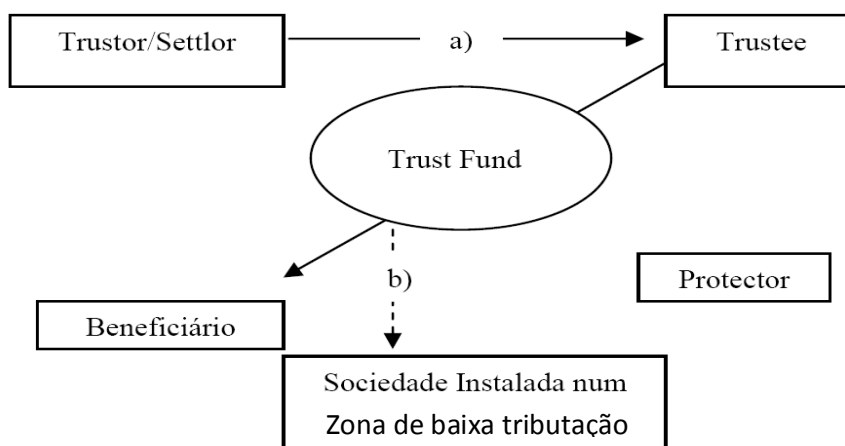 Trustor/Settlor
a)
Trustee
Trust Fund
b)
Protector
Beneficiário
Sociedade Instalada num
Zona de baixa tributação